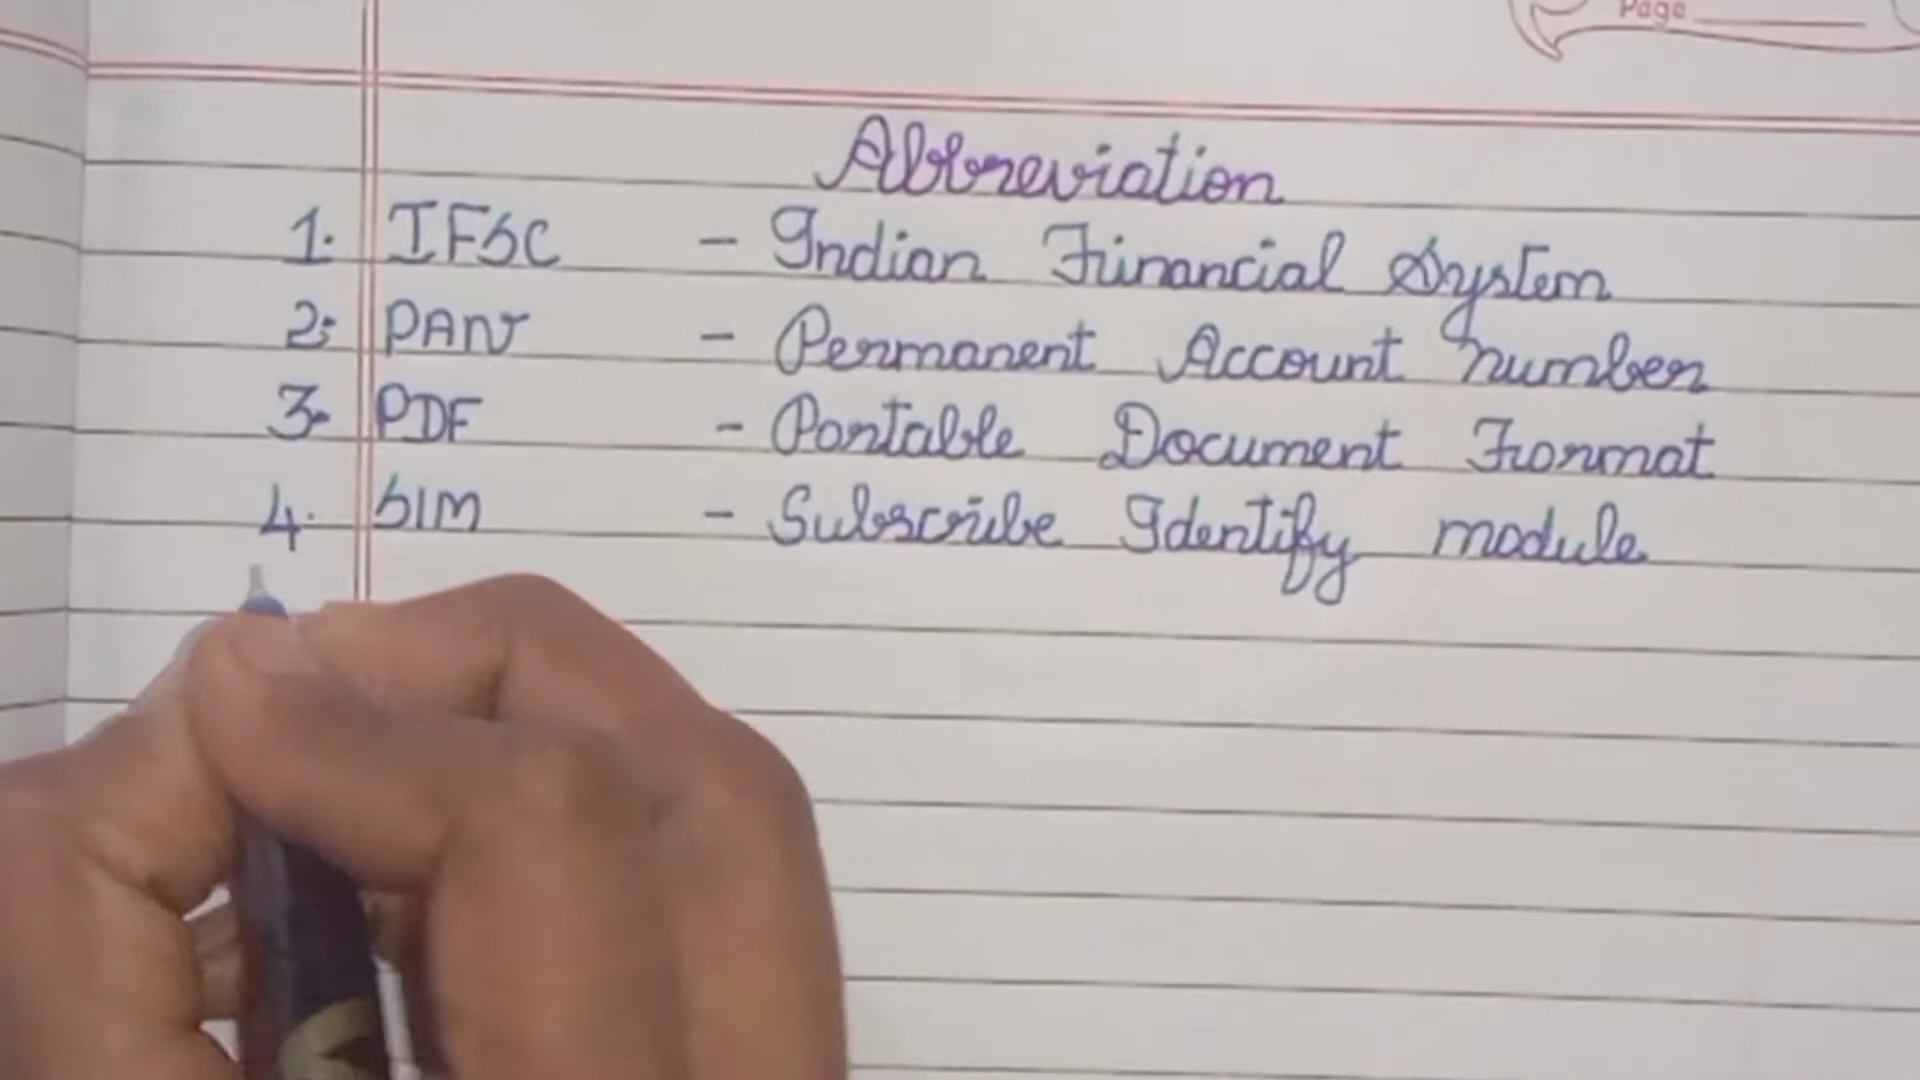 Page
Abbreviation
1. IFSC - Indian Financial System
2. PAN - Permanent Account number
3. PDF - Portable Document Format
4. SIM - Subscribe Identify module